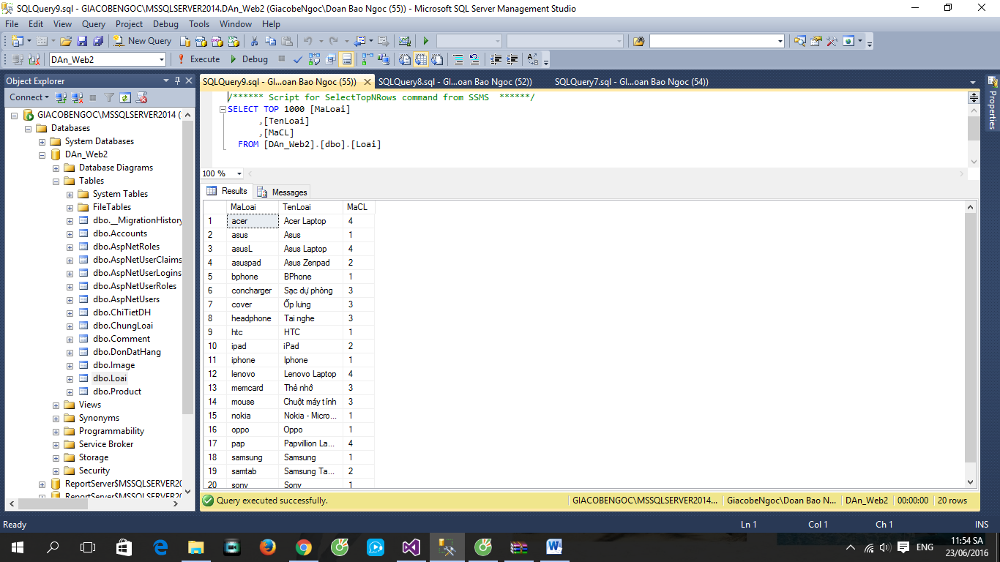 SQLQuery9.sql - GIACOBENGOC\MSSQLSERVER2014.DAn_Web2 (GiacobeNgoc\Doan Bao Ngoc (55)) - Microsoft SQL Server Management Studio
File Edit View Query Project Debug Tools Window Help
New Query
DAn_Web2 Execute Debug
Object Explorer
Connect
GIACOBENGOC\MSSQLSERVER2014 (
Databases
System Databases
DAn_Web2
Database Diagrams
Tables
System Tables
FileTables
dbo.__MigrationHistory
dbo.Accounts
dbo.AspNetRoles
dbo.AspNetUserClaims
dbo.AspNetUserLogins
dbo.AspNetUserRoles
dbo.AspNetUsers
dbo.ChiTietDH
dbo.ChungLoai
dbo.Comment
dbo.DonDatHang
dbo.Image
dbo.Loai
dbo.Product
Views
Synonyms
Programmability
Service Broker
Storage
Security
ReportServer$MSSQLSERVER20
ReportServer$MSSQLSERVER20
SQLQuery9.sql - GI...oan Bao Ngoc (55)) SQLQuery8.sql - GI...oan Bao Ngoc (52)) SQLQuery7.sql - GI...oan Bao Ngoc (54))
/****** Script for SelectTopNRows command from SSMS ******/
SELECT TOP 1000 [MaLoai]
,[TenLoai]
,[MaCL]
FROM [DAn_Web2].[dbo].[Loai]
100 %
Results Messages
MaLoai TenLoai MaCL
1 acer Acer Laptop 4
2 asus Asus 1
3 asusL Asus Laptop 4
4 asuspad Asus Zenpad 2
5 bphone BPhone 1
6 concharger Sạc dự phòng 3
7 cover Ốp lưng 3
8 headphone Tai nghe 3
9 htc HTC 1
10 ipad iPad 2
11 iphone Iphone 1
12 lenovo Lenovo Laptop 4
13 memcard Thẻ nhớ 3
14 mouse Chuột máy tính 3
15 nokia Nokia - Micro... 1
16 oppo Oppo 1
17 pap Papvillion La... 4
18 samsung Samsung 1
19 samtab Samsung Ta... 2
20 sony Sony 1
Query executed successfully. GIACOBENGOC\MSSQLSERVER2014... GiacobeNgoc\Doan Bao N... DAn_Web2 00:00:00 20 rows
Properties
Ready Ln 1 Col 1 Ch 1 INS
ENG 11:54 SA
23/06/2016